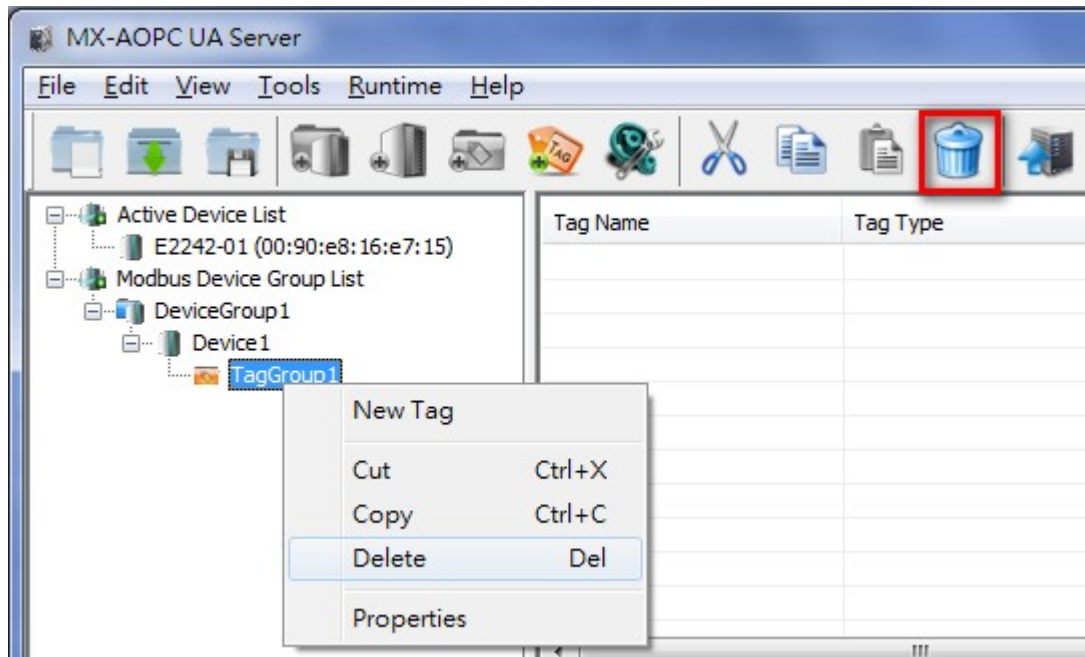 MX-AOPC UA Server
File Edit View Tools Runtime Help
TAG
Active Device List
E2242-01 (00:90:e8:16:e7:15)
Modbus Device Group List
DeviceGroup1
Device1
TagGroup1
Tag Name Tag Type
New Tag
Cut Ctrl+X
Copy Ctrl+C
Delete Del
Properties